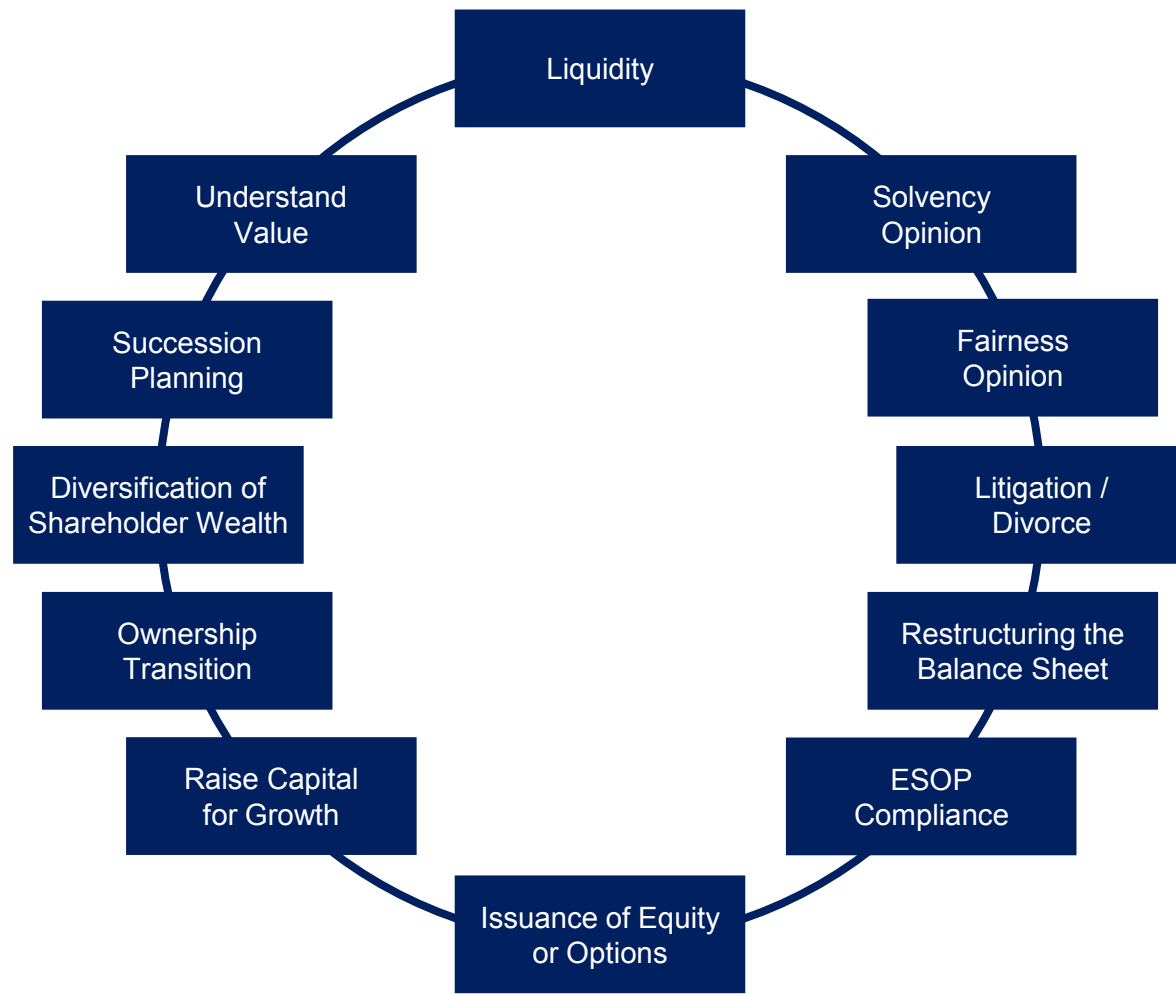 Liquidity
Solvency
Opinion
Fairness
Opinion
Litigation /
Divorce
Restructuring the
Balance Sheet
ESOP
Compliance
Issuance of Equity
or Options
Raise Capital
for Growth
Ownership
Transition
Diversification of
Shareholder Wealth
Succession
Planning
Understand
Value